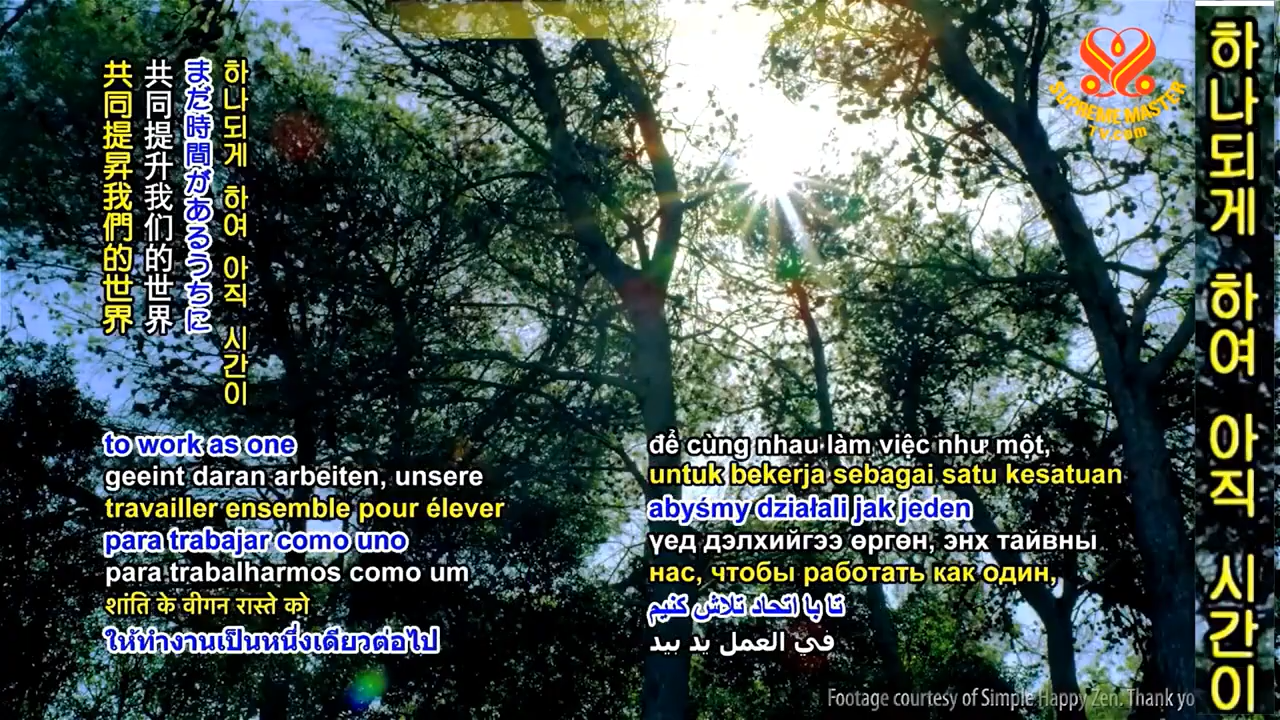 共同提昇我們的世界
共同提升我们的世界
まだ時間があるうちに
하나되게 하여 아직 시간이
to work as one
geeint daran arbeiten, unsere
travailler ensemble pour élever
para trabajar como uno
para trabalharmos como um
शांति के वीगन रास्ते को
ให้ทำงานเป็นหนึ่งเดียวต่อไป
để cùng nhau làm việc như một,
untuk bekerja sebagai satu kesatuan
abyśmy działali jak jeden
үед дэлхийгээ өргөн, энх тайвны
нас, чтобы работать как один,
تا با اتحاد تلاش کنیم
في العمل يد بيد
SUPREME MASTER
TV.com
하나되게 하여 아직 시간이
Footage courtesy of Simple Happy Zen. Thank yo